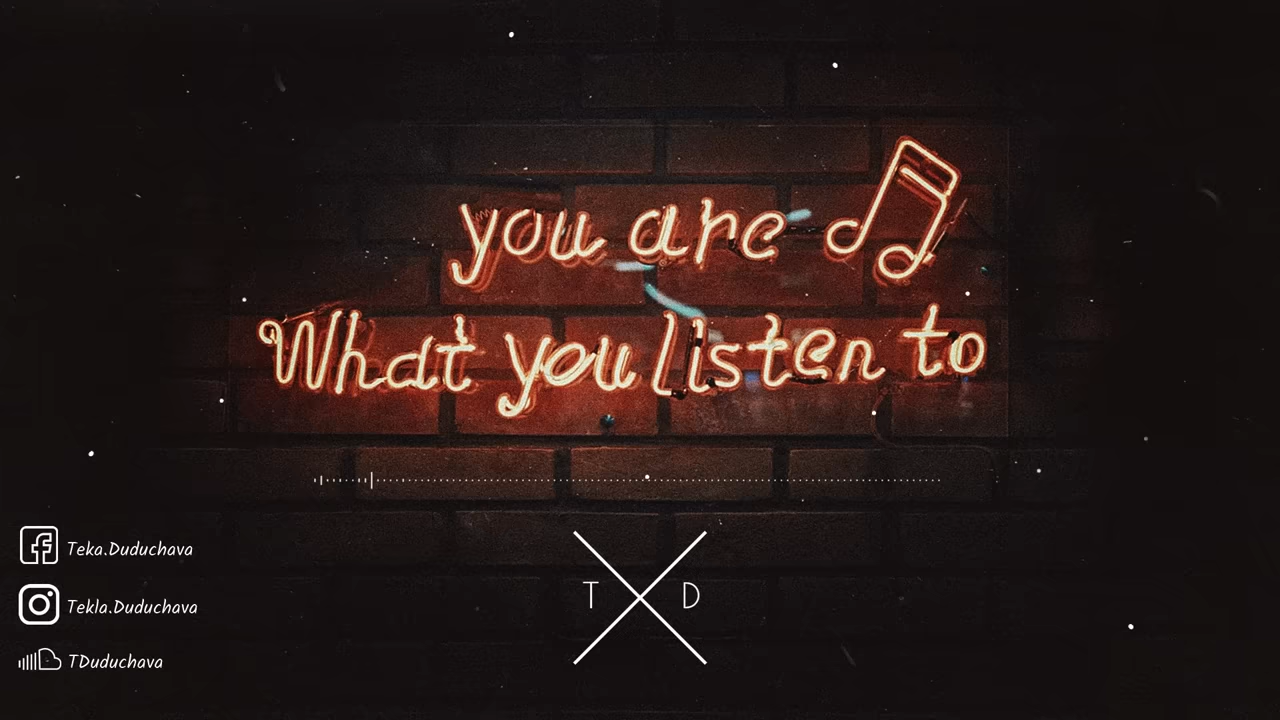 you are
What you listen to
Teka.Duduchava
T D
Tekla.Duduchava
TDuduchava